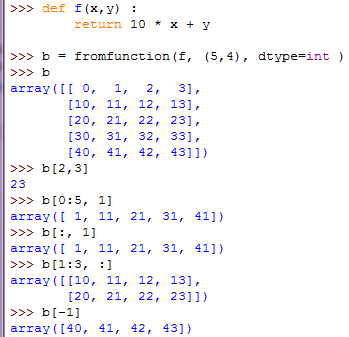 >>> def f(x,y) :
        return 10 * x + y

>>> b = fromfunction(f, (5,4), dtype=int )
>>> b
array([[ 0,  1,  2,  3],
       [10, 11, 12, 13],
       [20, 21, 22, 23],
       [30, 31, 32, 33],
       [40, 41, 42, 43]])
>>> b[2,3]
23
>>> b[0:5, 1]
array([ 1, 11, 21, 31, 41])
>>> b[:, 1]
array([ 1, 11, 21, 31, 41])
>>> b[1:3, :]
array([[10, 11, 12, 13],
       [20, 21, 22, 23]])
>>> b[-1]
array([40, 41, 42, 43])